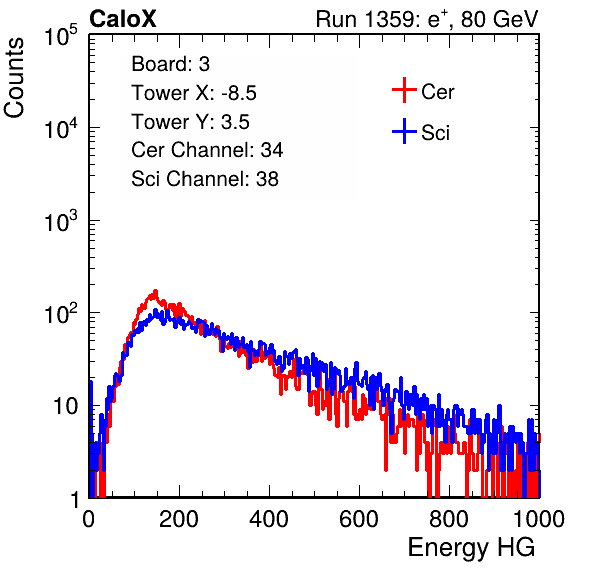 CaloX Run 1359: e⁺, 80 GeV
Counts
Board: 3
Tower X: -8.5
Tower Y: 3.5
Cer Channel: 34
Sci Channel: 38
Cer
Sci
10⁵
10⁴
10³
10²
10
1
0 200 400 600 800 1000
Energy HG